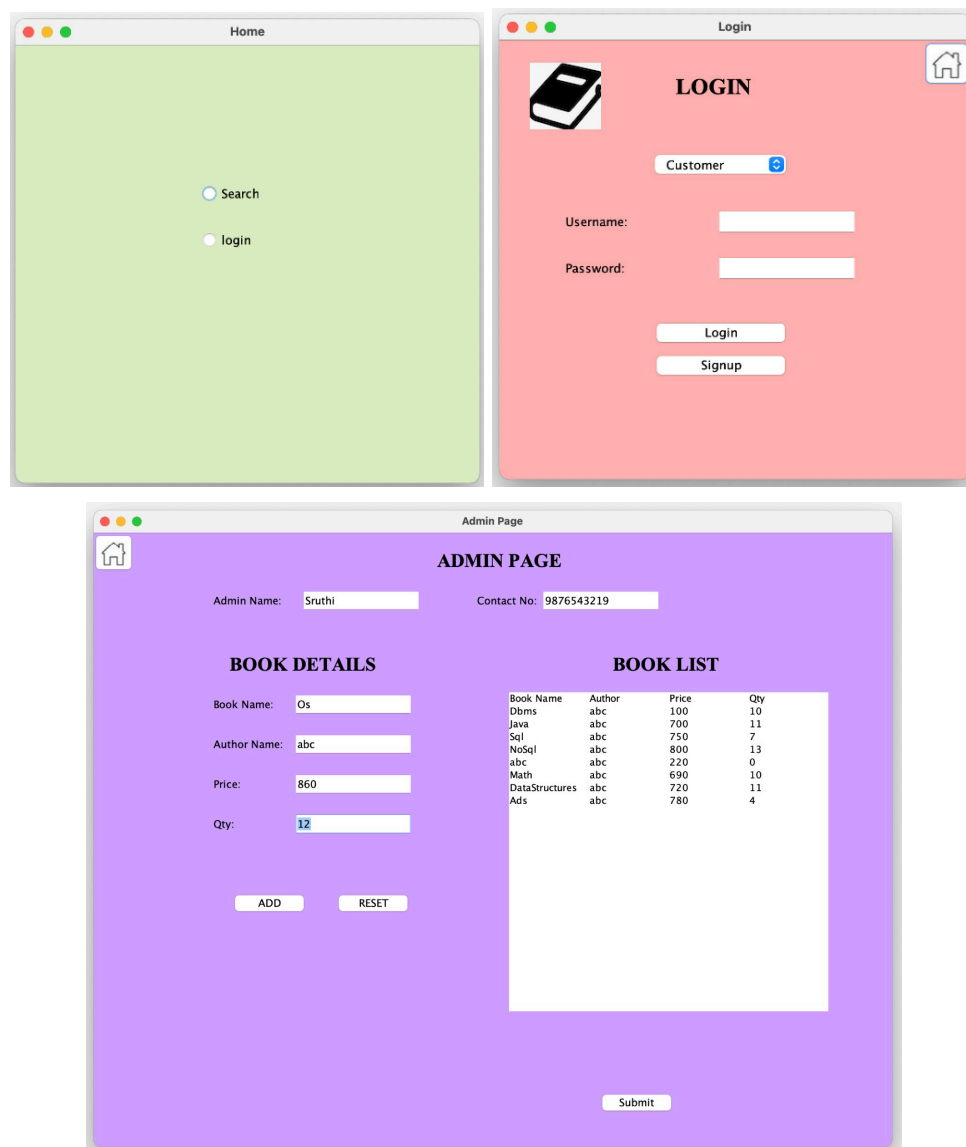 Home
Search
login
Login
LOGIN
Customer
Username:
Password:
Login
Signup
Admin Page
ADMIN PAGE
Admin Name: Sruthi Contact No: 9876543219
BOOK DETAILS
Book Name: Os
Author Name: abc
Price: 860
Qty: 12
ADD RESET
BOOK LIST
Book Name Author Price Qty
Dbms abc 100 10
Java abc 700 11
Sql abc 750 7
NoSql abc 800 13
abc abc 220 0
Math abc 690 10
DataStructures abc 720 11
Ads abc 780 4
Submit